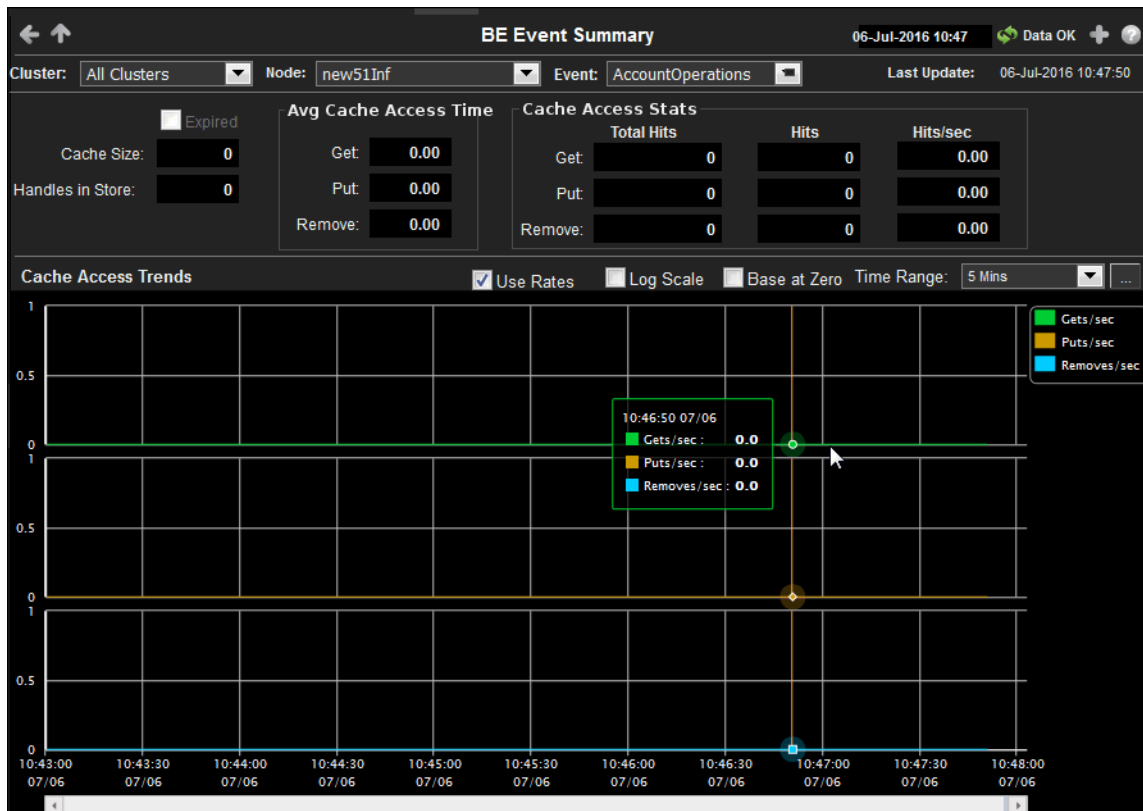 BE Event Summary 06-Jul-2016 10:47 Data OK
Cluster: All Clusters Node: new51Inf Event: AccountOperations Last Update: 06-Jul-2016 10:47:50
Expired
Cache Size: 0
Handles in Store: 0
Avg Cache Access Time
Get: 0.00
Put: 0.00
Remove: 0.00
Cache Access Stats
Total Hits Hits Hits/sec
Get: 0 0 0.00
Put: 0 0 0.00
Remove: 0 0 0.00
Cache Access Trends Use Rates Log Scale Base at Zero Time Range: 5 Mins ...
Gets/sec
Puts/sec
Removes/sec
1
0.5
0
1
0.5
0
1
0.5
0
10:46:50 07/06
Gets/sec : 0.0
Puts/sec : 0.0
Removes/sec : 0.0
10:43:00 10:43:30 10:44:00 10:44:30 10:45:00 10:45:30 10:46:00 10:46:30 10:47:00 10:47:30 10:48:00
07/06 07/06 07/06 07/06 07/06 07/06 07/06 07/06 07/06 07/06 07/06